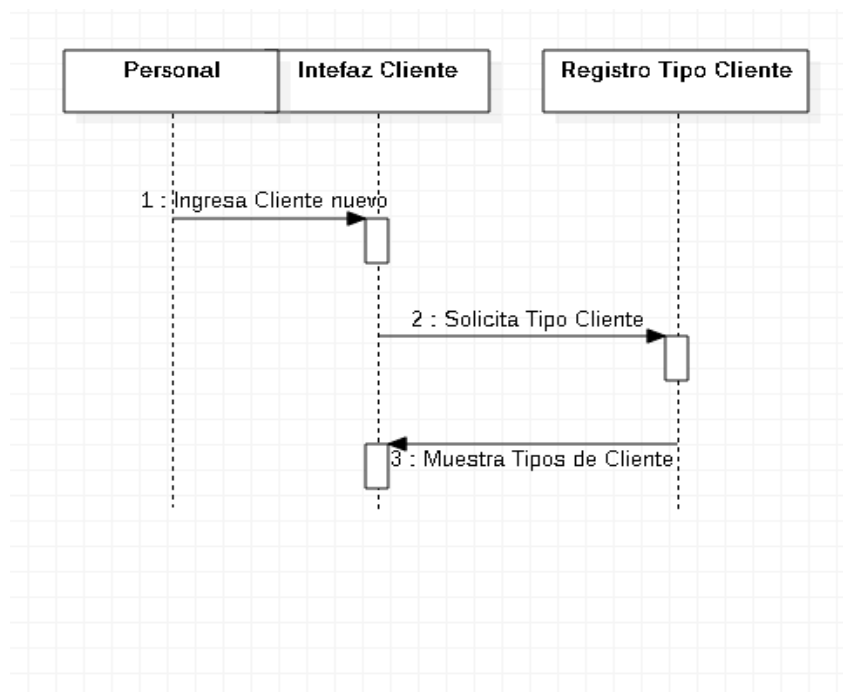 Personal
Intefaz Cliente
Registro Tipo Cliente
1 : Ingresa Cliente nuevo
2 : Solicita Tipo Cliente
3 : Muestra Tipos de Cliente